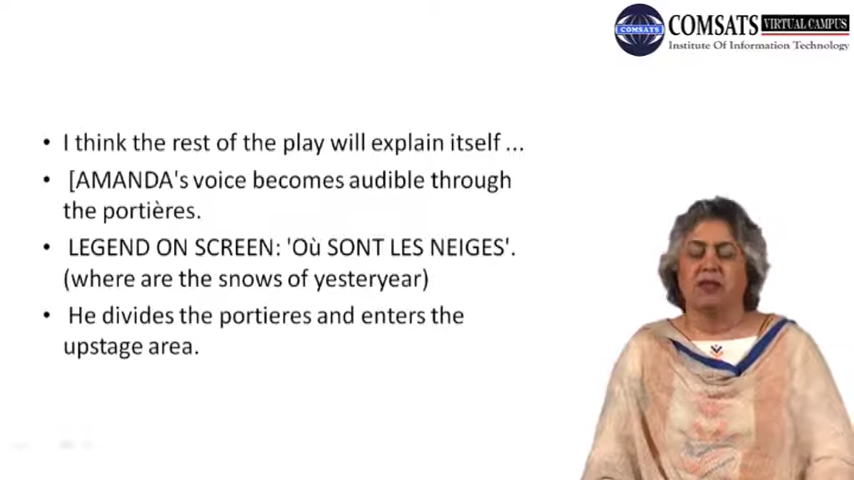 COMSATS
COMSATS VIRTUAL CAMPUS
Institute Of Information Technology
• I think the rest of the play will explain itself ...
• [AMANDA's voice becomes audible through
the portières.
• LEGEND ON SCREEN: 'Où SONT LES NEIGES'.
(where are the snows of yesteryear)
• He divides the portieres and enters the
upstage area.